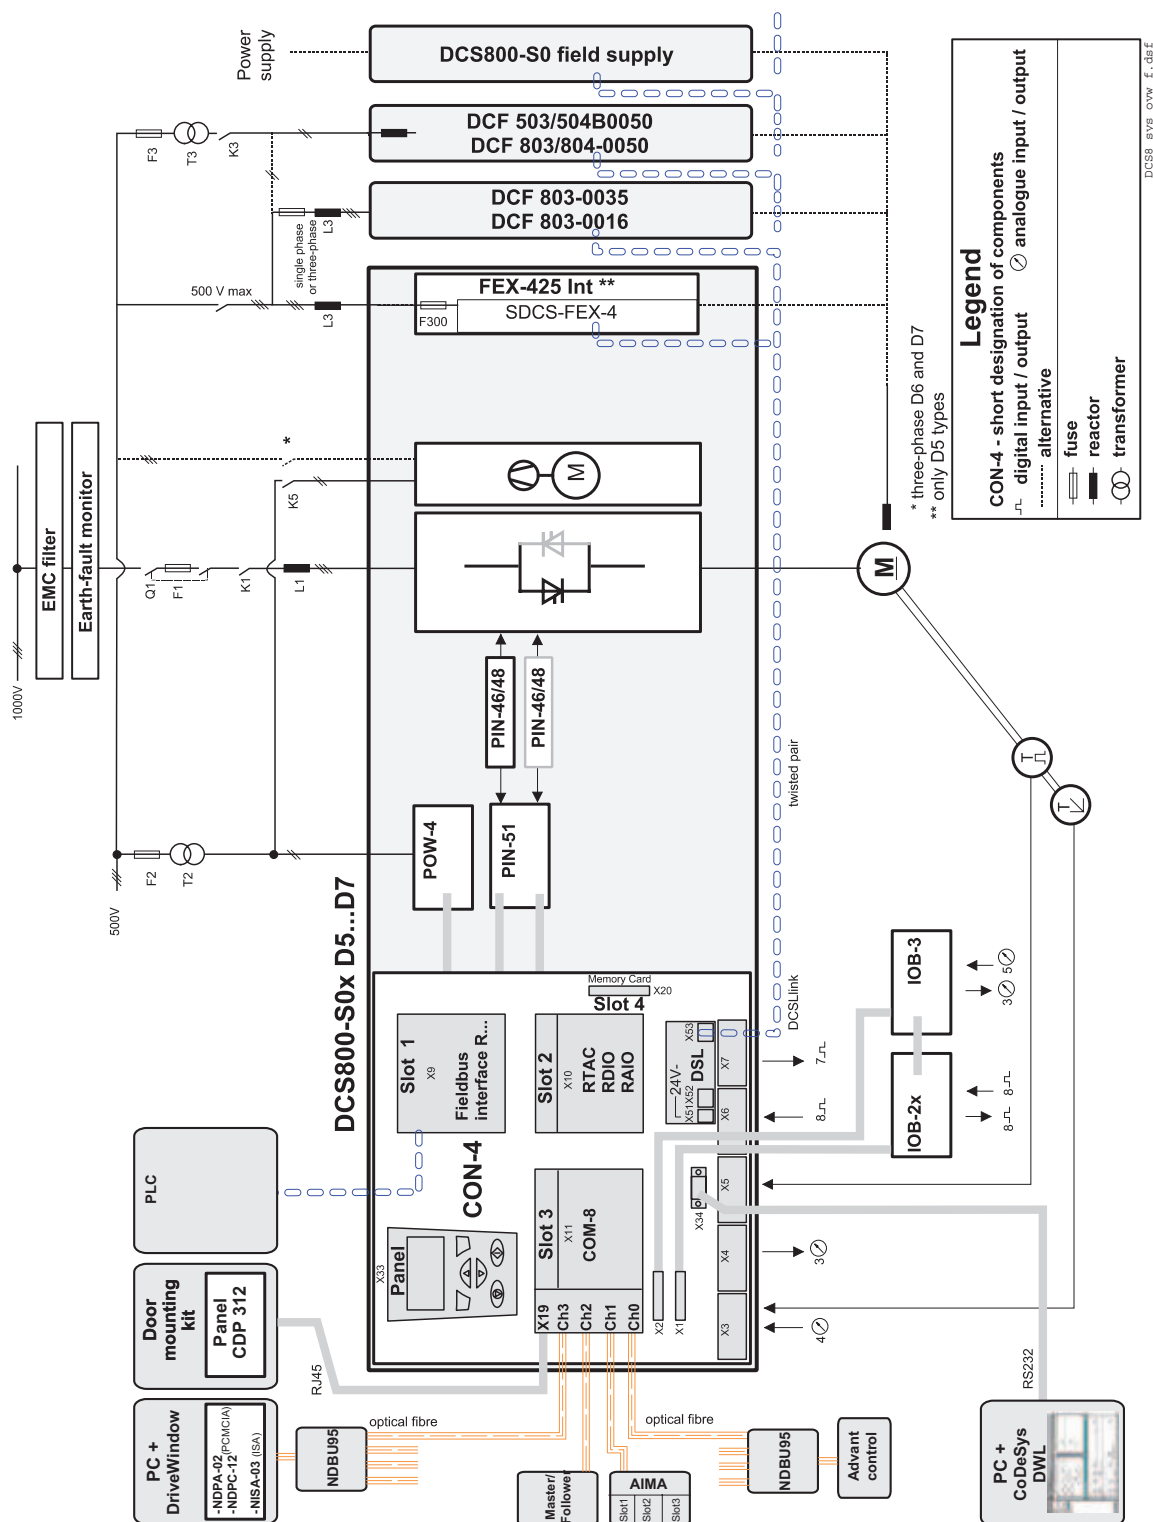 Power
supply
DCS800-S0 field supply
DCF 503/504B0050
DCF 803/804-0050
DCF 803-0035
DCF 803-0016
F3
T3
K3
L3
single phase
or three-phase
500 V max
L3
FEX-425 Int **
SDCS-FEX-4
F300
EMC filter
Earth-fault monitor
1000V
Q1
F1
K1
L1
K5
*
M
M
* three-phase D6 and D7
** only D5 types
Legend
CON-4 - short designation of components
digital input / output
analogue input / output
alternative
fuse
reactor
transformer
DCS8 sys ovw f.dsf
PIN-46/48
PIN-46/48
twisted pair
T
T
POW-4
PIN-51
F2
T2
500V
DCS800-S0x D5...D7
Memory Card
X20
Slot 4
Slot 1
X9
Fieldbus
interface R...
Slot 2
X10
RTAC
RDIO
RAIO
24V-
DSL
X51
X52
X53
DCSLlink
X7
X6
X5
X4
X3
7
8
IOB-3
3
5
IOB-2x
8
8
CON-4
PLC
X33
Panel
Slot 3
X11
COM-8
X19
Ch3
Ch2
Ch1
Ch0
X2
X1
X34
3
4
Door
mounting
kit
Panel
CDP 312
RJ45
RS232
PC +
DriveWindow
-NDPA-02
-NDPC-12 (PCMCIA)
-NISA-03 (ISA)
NDBU95
optical fibre
optical fibre
Master/
Follower
AIMA
Slot1
Slot2
Slot3
NDBU95
Advant
control
PC +
CoDeSys
DWL